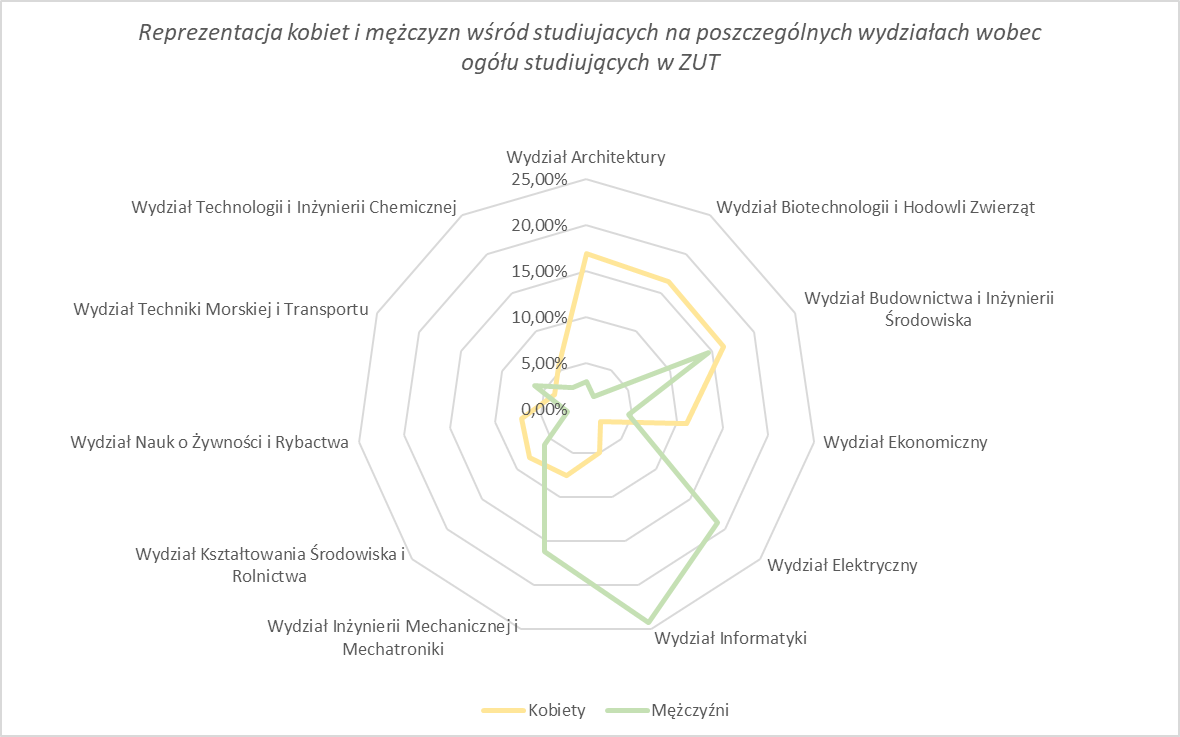 Reprezentacja kobiet i mężczyzn wśród studiujacych na poszczególnych wydziałach wobec
ogółu studiujących w ZUT
Wydział Architektury
25,00%
20,00%
15,00%
10,00%
5,00%
0,00%
Wydział Biotechnologii i Hodowli Zwierząt
Wydział Budownictwa i Inżynierii
Środowiska
Wydział Ekonomiczny
Wydział Elektryczny
Wydział Informatyki
Wydział Inżynierii Mechanicznej i
Mechatroniki
Wydział Kształtowania Środowiska i
Rolnictwa
Wydział Nauk o Żywności i Rybactwa
Wydział Techniki Morskiej i Transportu
Wydział Technologii i Inżynierii Chemicznej
Kobiety
Mężczyźni